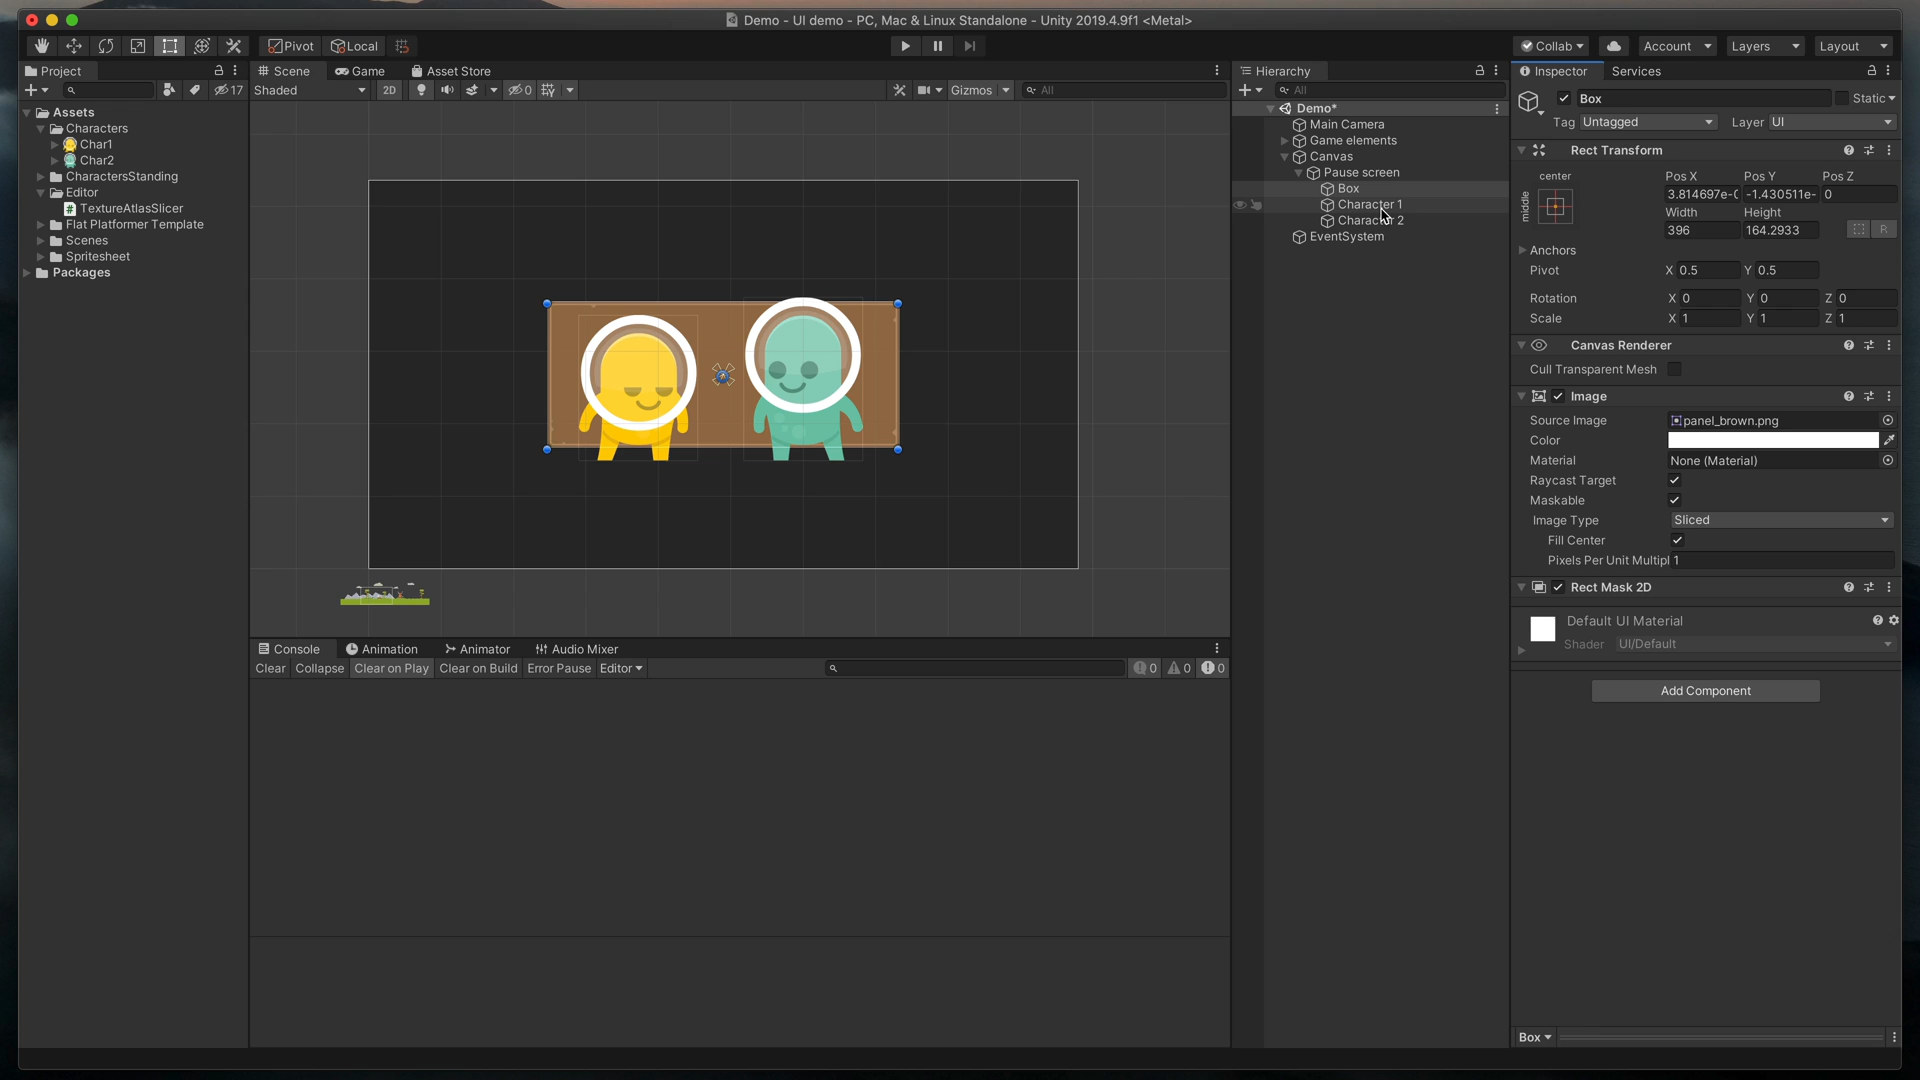 Demo - UI demo - PC, Mac & Linux Standalone - Unity 2019.4.9f1 <Metal>
Pivot Local Collab Account Layers Layout
Project
17
Assets
Characters
Char1
Char2
CharactersStanding
Editor
TextureAtlasSlicer
Flat Platformer Template
Scenes
Spritesheet
Packages
Scene Game Asset Store
Shaded 2D 0 Gizmos All
Console Animation Animator Audio Mixer
Clear Collapse Clear on Play Clear on Build Error Pause Editor 0 0 0
Hierarchy
All
Demo*
Main Camera
Game elements
Canvas
Pause screen
Box
Character 1
Character 2
EventSystem
Inspector Services
Box Static
Tag Untagged Layer UI
Rect Transform
center
middle
Pos X Pos Y Pos Z
3.814697e-( -1.430511e- 0
Width Height
396 164.2933 R
Anchors
Pivot X 0.5 Y 0.5
Rotation X 0 Y 0 Z 0
Scale X 1 Y 1 Z 1
Canvas Renderer
Cull Transparent Mesh
Image
Source Image panel_brown.png
Color
Material None (Material)
Raycast Target
Maskable
Image Type Sliced
Fill Center
Pixels Per Unit Multipl 1
Rect Mask 2D
Default UI Material
Shader UI/Default
Add Component
Box